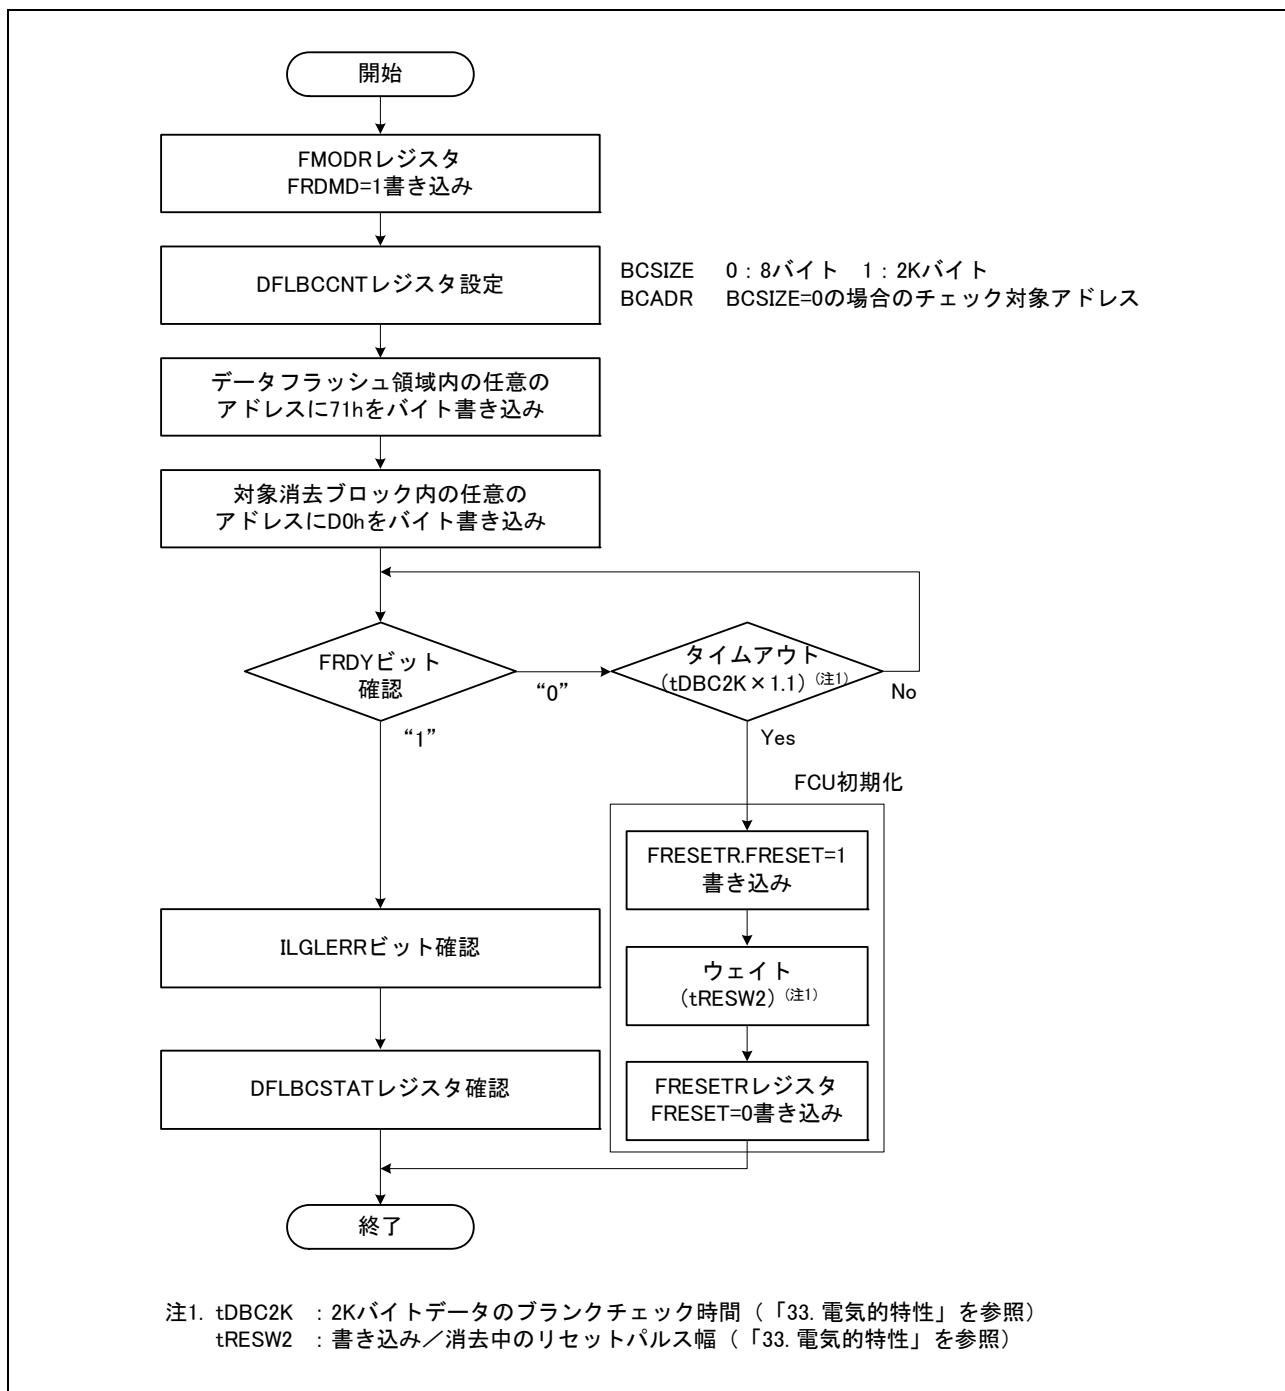 開始
FMODRレジスタ
FRDMD=1書き込み
DFLBCCNTレジスタ設定
BCSIZE 0：8バイト 1：2Kバイト
BCADR BCSIZE=0の場合のチェック対象アドレス
データフラッシュ領域内の任意の
アドレスに71hをバイト書き込み
対象消去ブロック内の任意の
アドレスにD0hをバイト書き込み
FRDYビット
確認
“0”
“1”
タイムアウト
(tDBC2K×1.1) (注1)
No
Yes
FCU初期化
FRESETR.FRESET=1
書き込み
ウェイト
(tRESW2) (注1)
FRESETRレジスタ
FRESET=0書き込み
ILGLERRビット確認
DFLBCSTATレジスタ確認
終了
注1. tDBC2K ：2Kバイトデータのブランクチェック時間（「33. 電気的特性」を参照）
tRESW2 ：書き込み／消去中のリセットパルス幅（「33. 電気的特性」を参照）